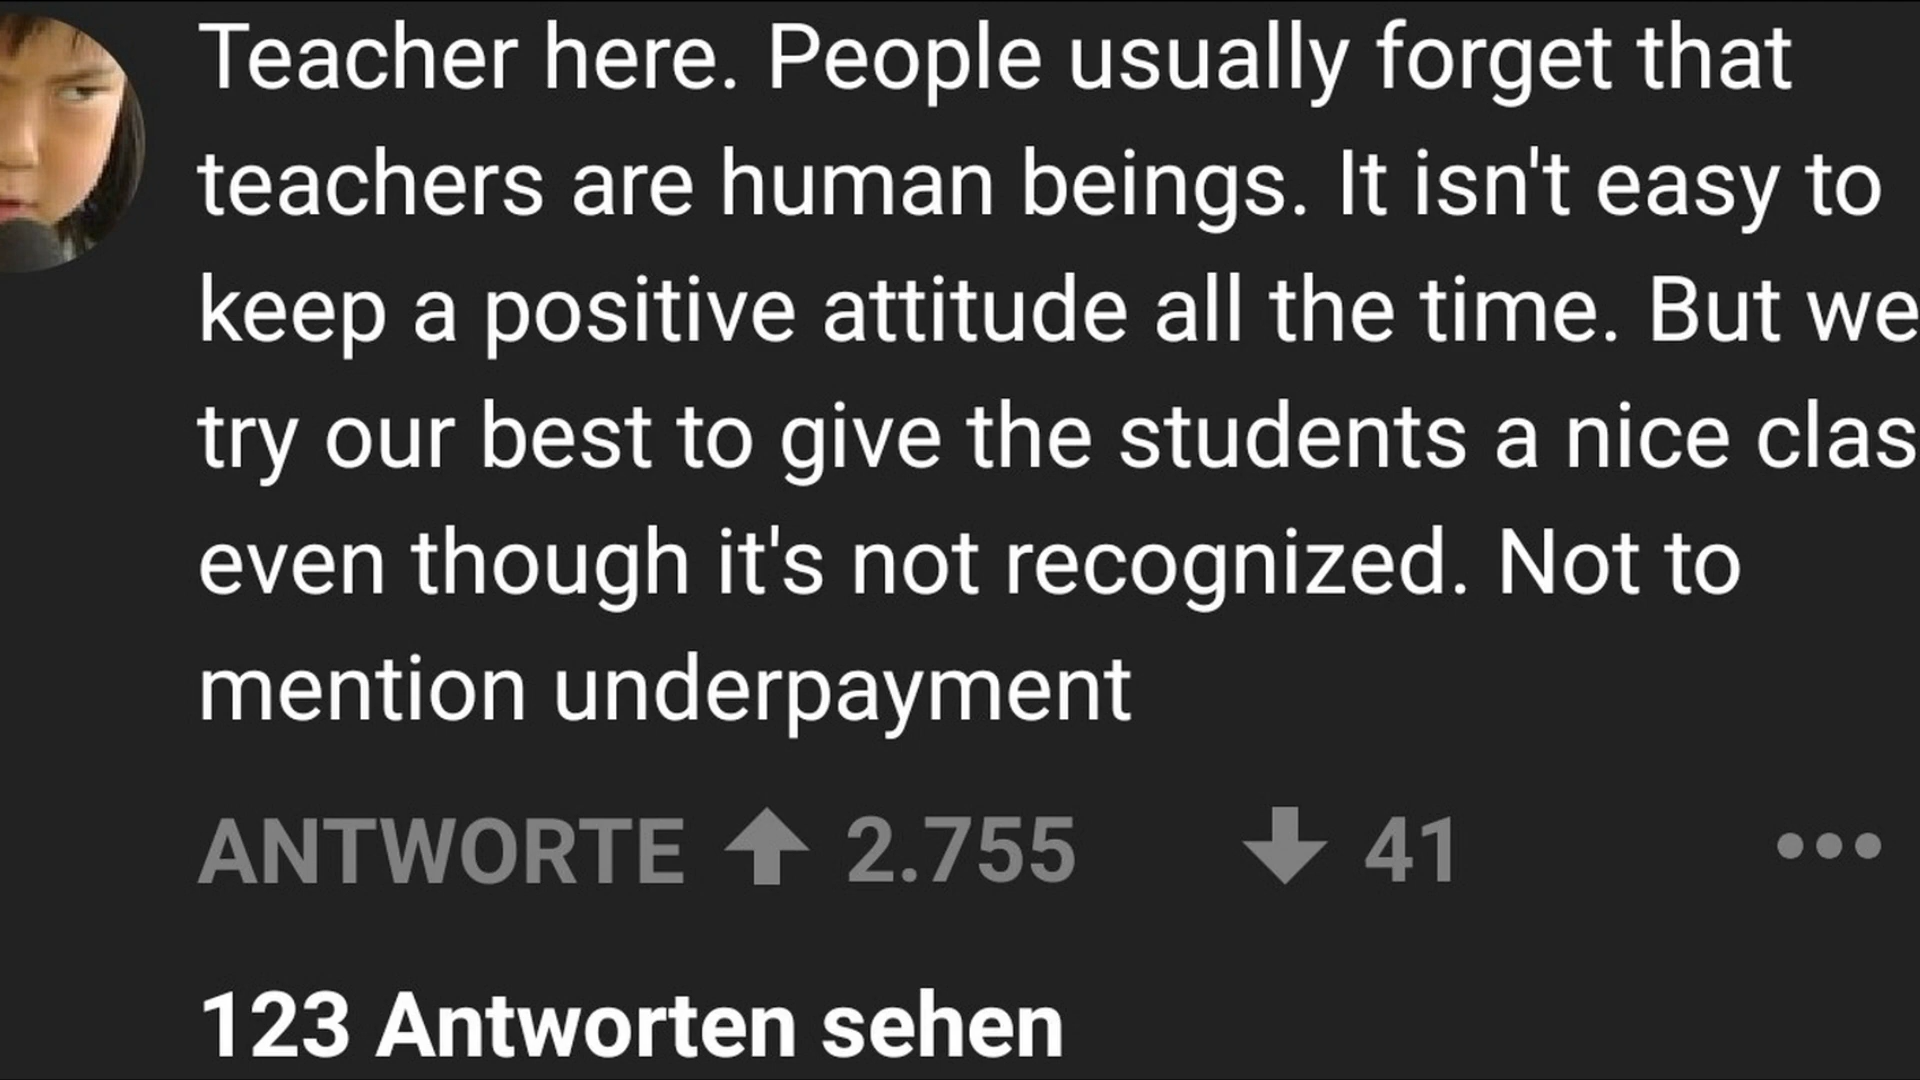 Teacher here. People usually forget that
teachers are human beings. It isn't easy to
keep a positive attitude all the time. But we
try our best to give the students a nice clas
even though it's not recognized. Not to
mention underpayment
ANTWORTE 2.755 41
123 Antworten sehen